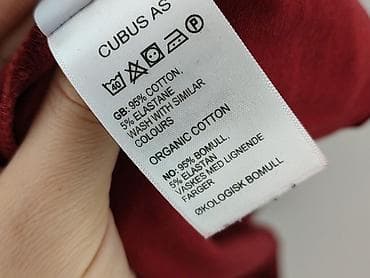 CUBUS AS
40
GB: 95% COTTON,
5% ELASTANE
WASH WITH SIMILAR
COLOURS
ORGANIC COTTON
NO: 95% BOMULL,
5% ELASTAN
VASKES MED LIGNENDE
FARGER
ØKOLOGISK BOMULL